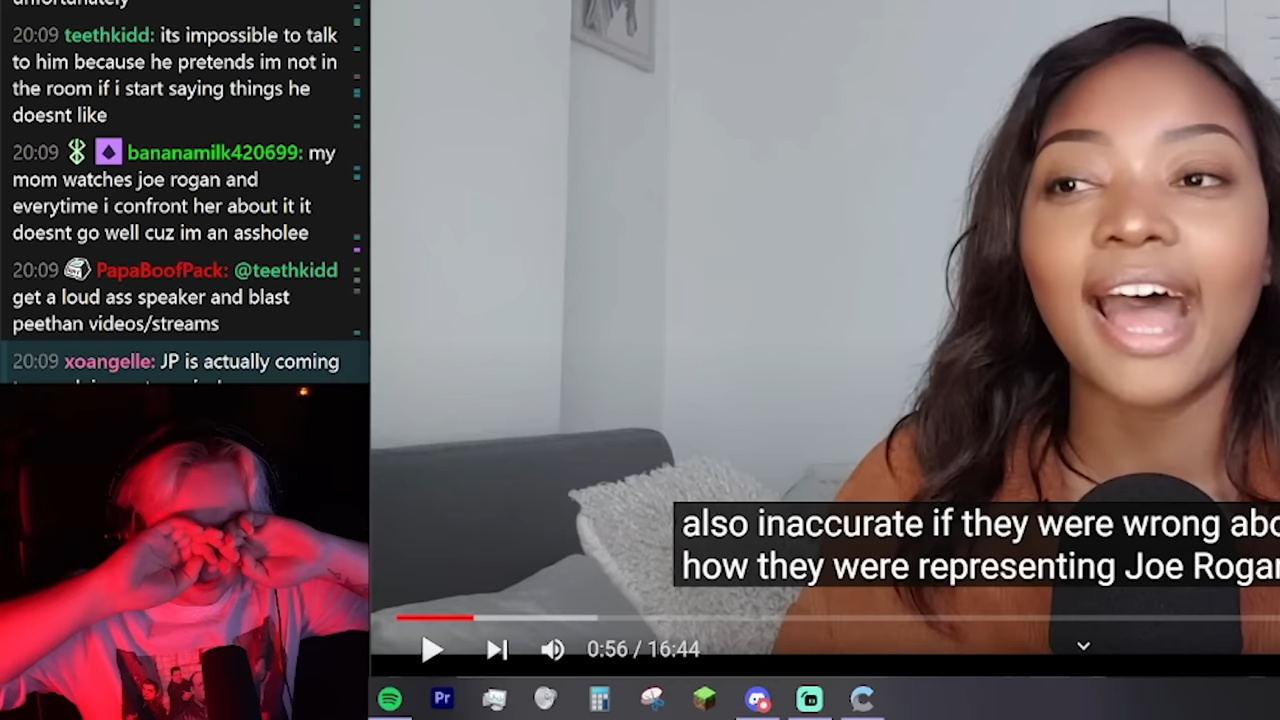 unfortunately
20:09 teethkidd: its impossible to talk
to him because he pretends im not in
the room if i start saying things he
doesnt like
20:09 bananamilk420699: my
mom watches joe rogan and
everytime i confront her about it it
doesnt go well cuz im an assholee
20:09 PapaBoofPack: @teethkidd
get a loud ass speaker and blast
peethan videos/streams
20:09 xoangelle: JP is actually coming
also inaccurate if they were wrong abo
how they were representing Joe Rogan
0:56 / 16:44
Pr